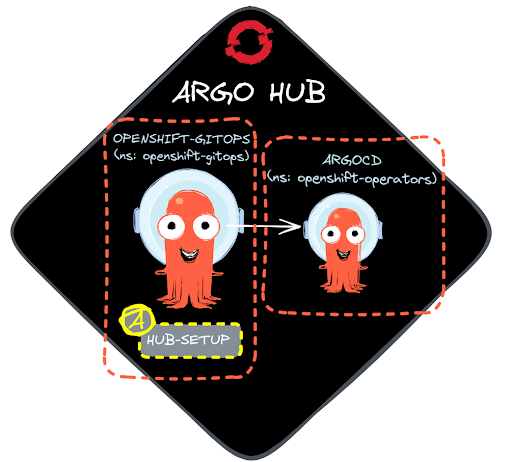 ARGO HUB
OPENSHIFT-GITOPS
(ns: openshift-gitops)
ARGOCD
(ns: openshift-operators)
A
HUB-SETUP